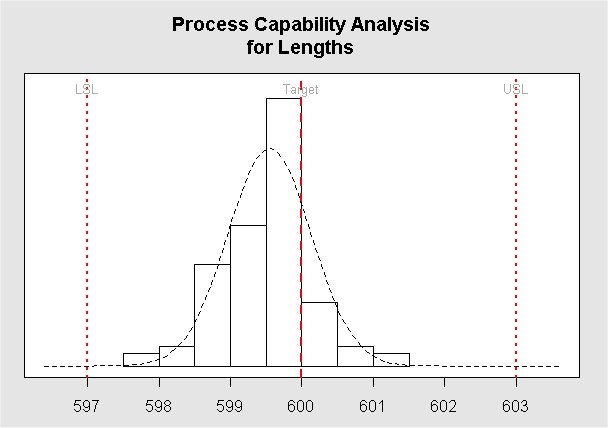 Process Capability Analysis
for Lengths
LSL Target USL
597 598 599 600 601 602 603